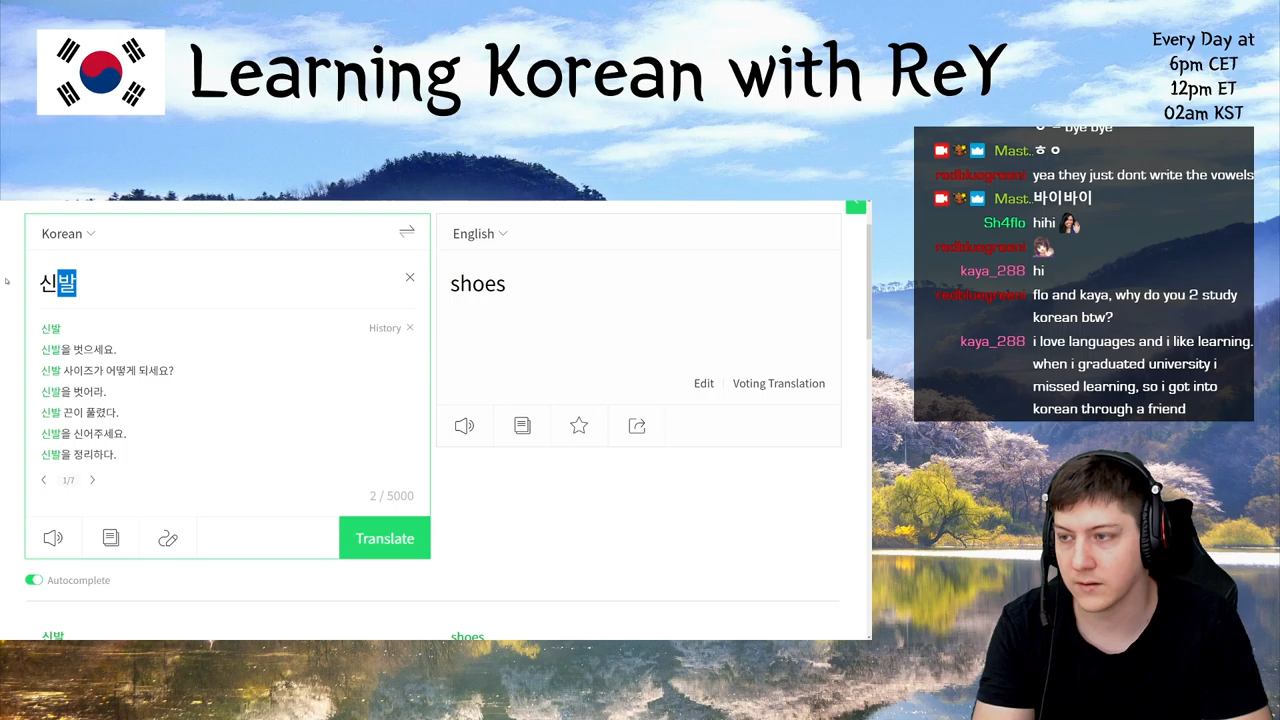 Learning Korean with ReY
Every Day at
6pm CET
12pm ET
02am KST
bye bye
Mast.. ㅎㅇ
redbluegreenl yea they just dont write the vowels
Mast.. 바이바이
Sh4flo hihi
redbluegreenl
kaya_288 hi
redbluegreenl flo and kaya, why do you 2 study
korean btw?
kaya_288 i love languages and i like learning.
when i graduated university i
missed learning, so i got into
korean through a friend
Korean
신발
신발
History
신발을 벗으세요.
신발 사이즈가 어떻게 되세요?
신발을 벗어라.
신발 끈이 풀렸다.
신발을 신어주세요.
신발을 정리하다.
1/7
2 / 5000
Translate
English
shoes
Edit
Voting Translation
Autocomplete
신발
shoes